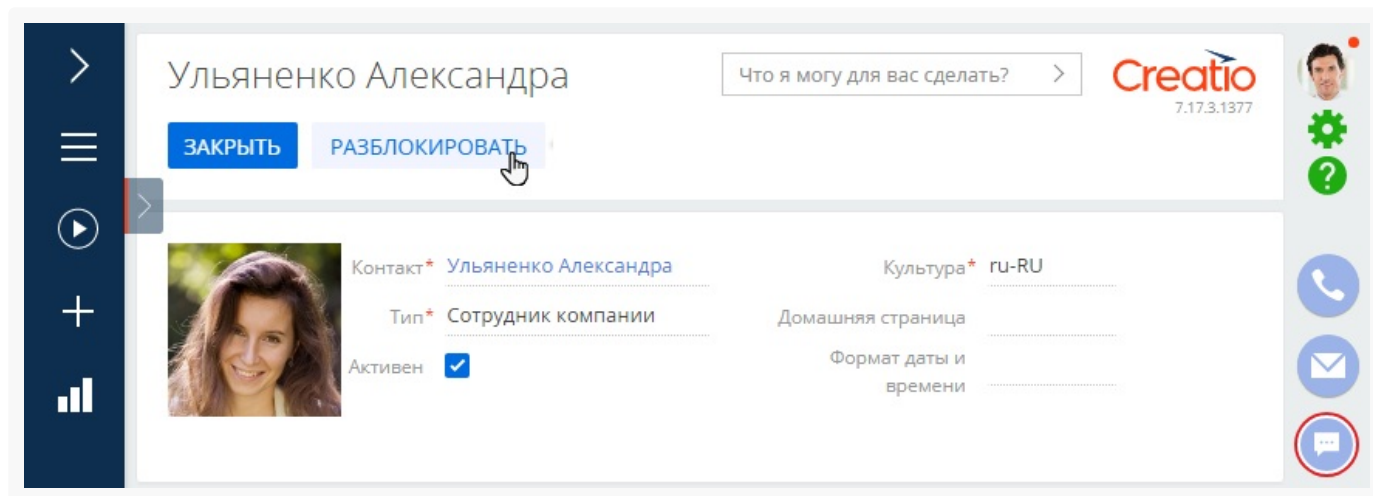 Ульяненко Александра
Что я могу для вас сделать?
Creatio
7.17.3.1377
ЗАКРЫТЬ
РАЗБЛОКИРОВАТЬ
Контакт* Ульяненко Александра
Культура* ru-RU
Тип* Сотрудник компании
Домашняя страница
Активен
Формат даты и
времени